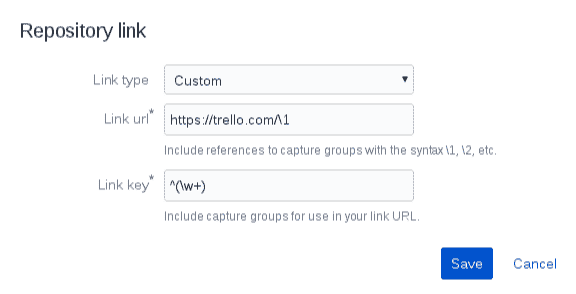 Repository link
Link type Custom
Link url* https://trello.com/\1
Include references to capture groups with the syntax \1, \2, etc.
Link key* ^(\w+)
Include capture groups for use in your link URL.
Save Cancel